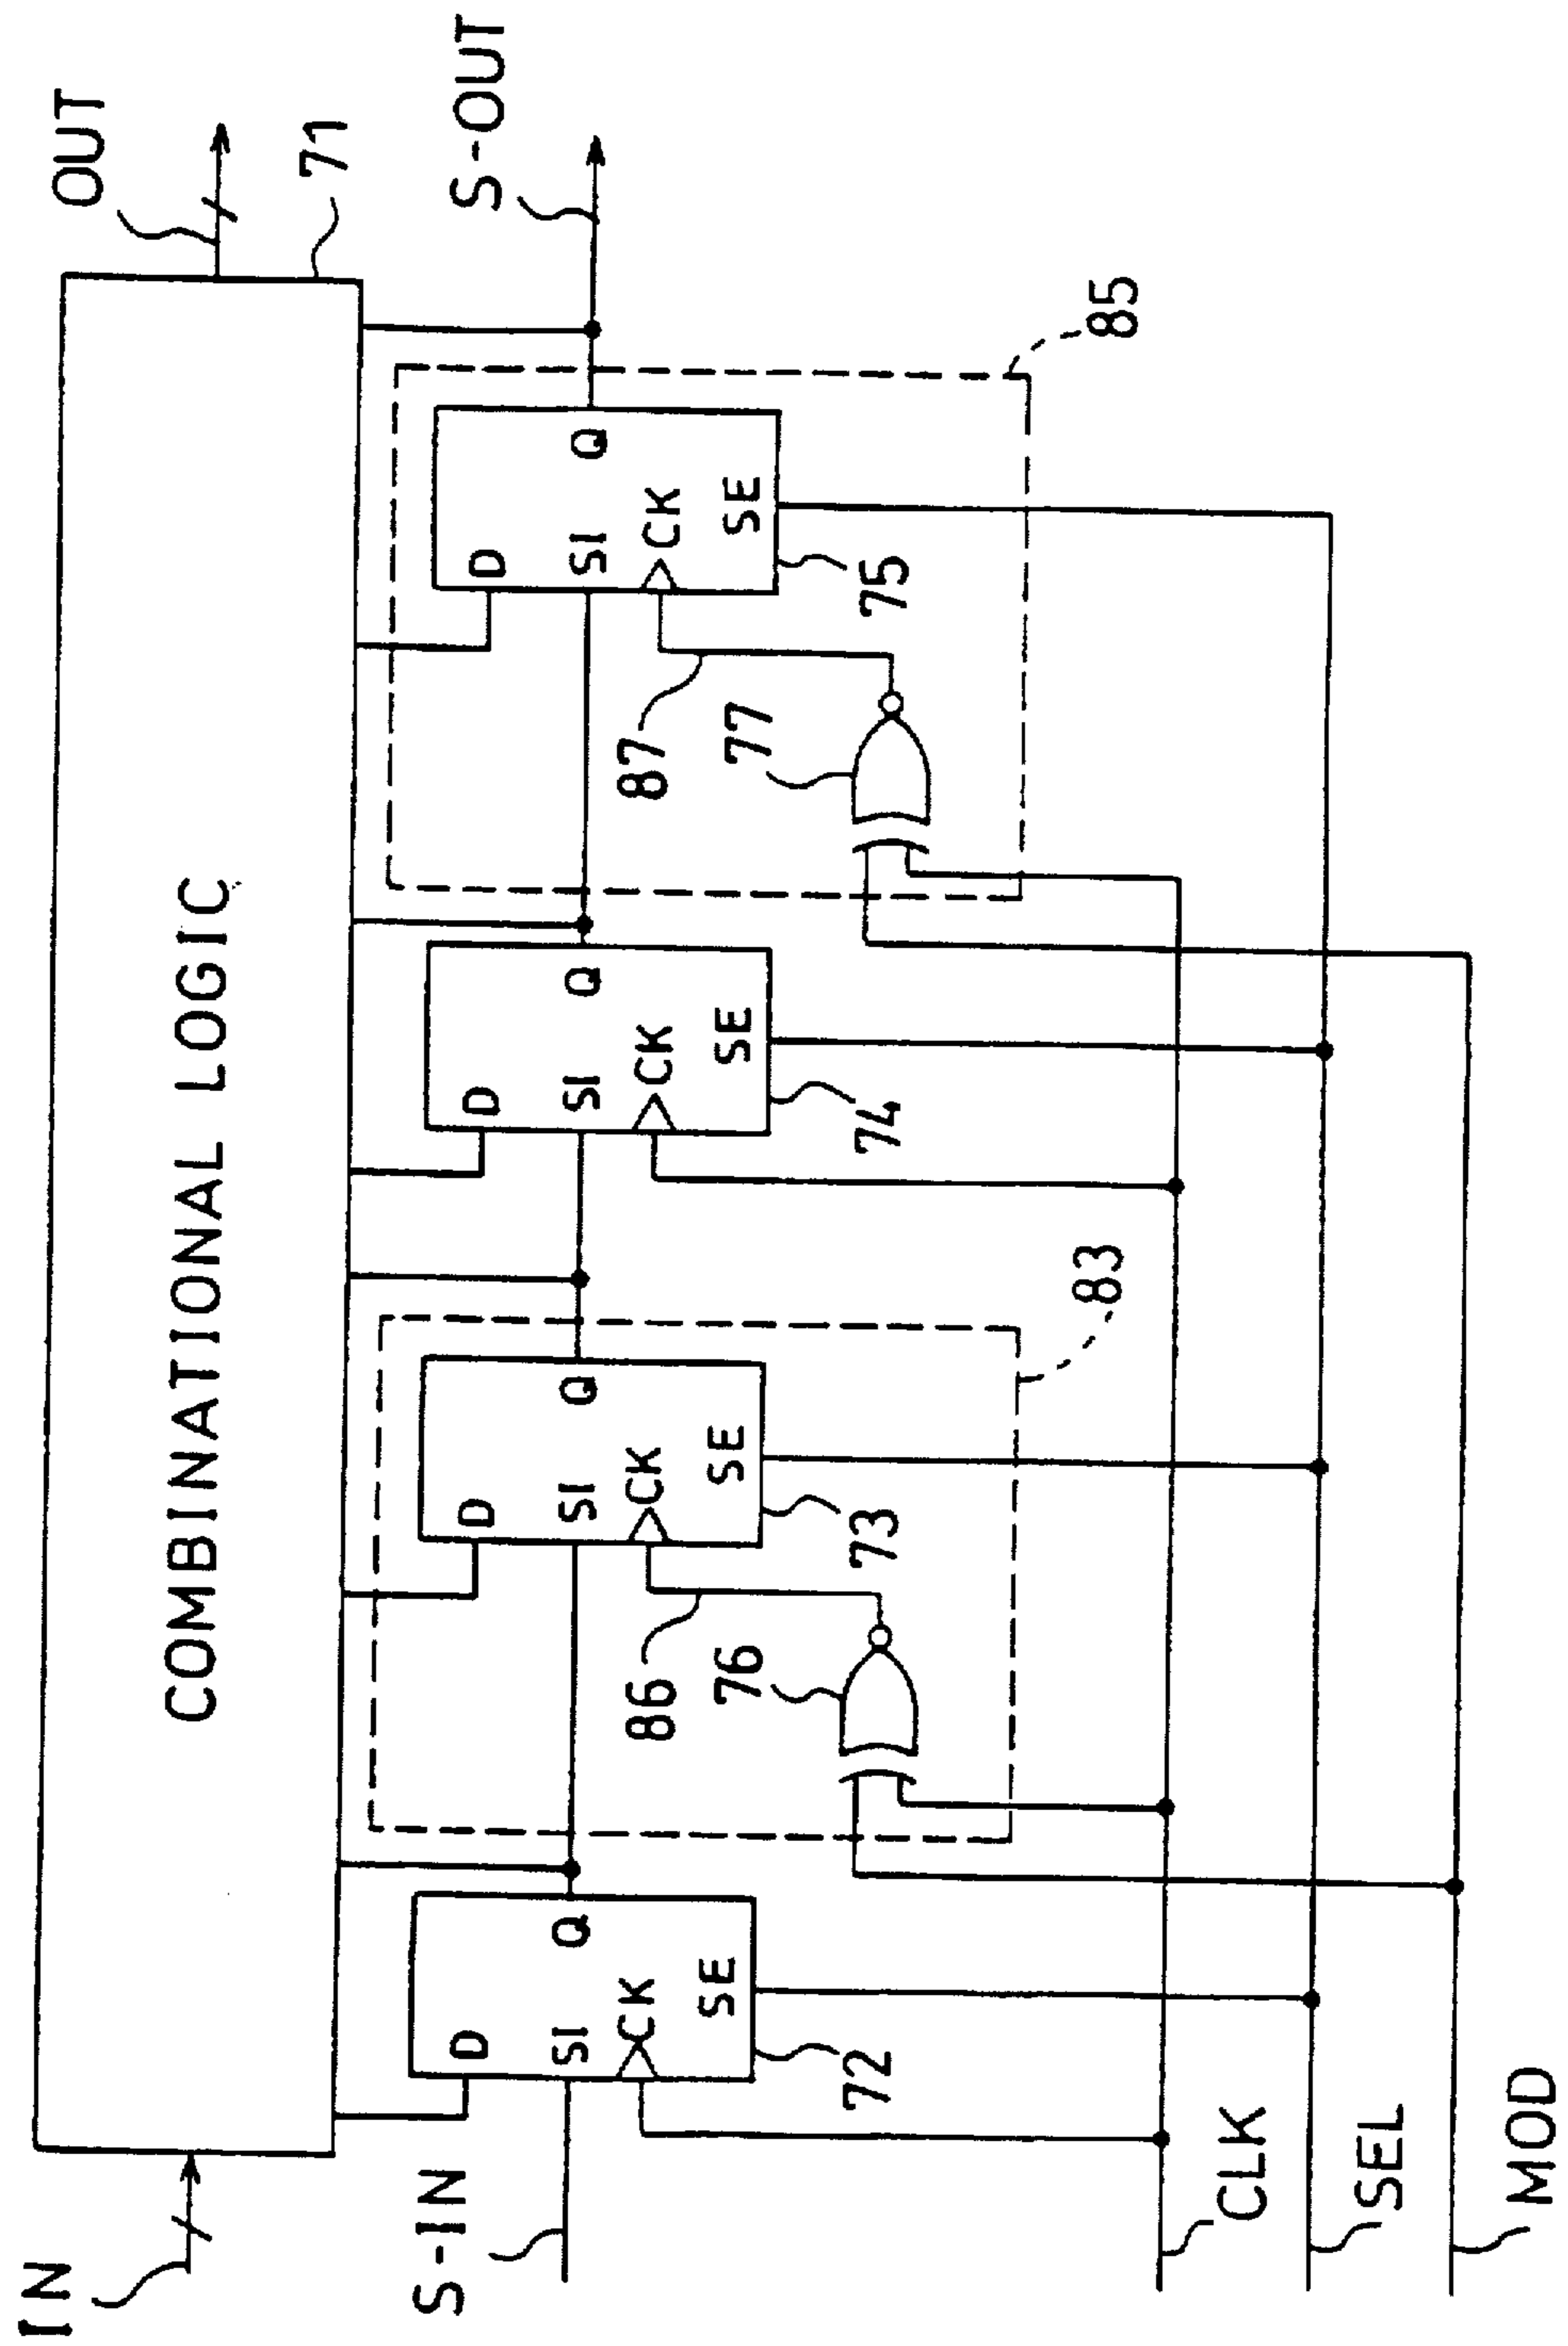 IN
COMBINATIONAL LOGIC
OUT
71
S-IN
S-OUT
D
SI
Q
CK
SE
72
D
SI
Q
CK
SE
73
86
76
83
D
SI
Q
CK
SE
74
D
SI
Q
CK
SE
75
87
77
85
CLK
SEL
MOD